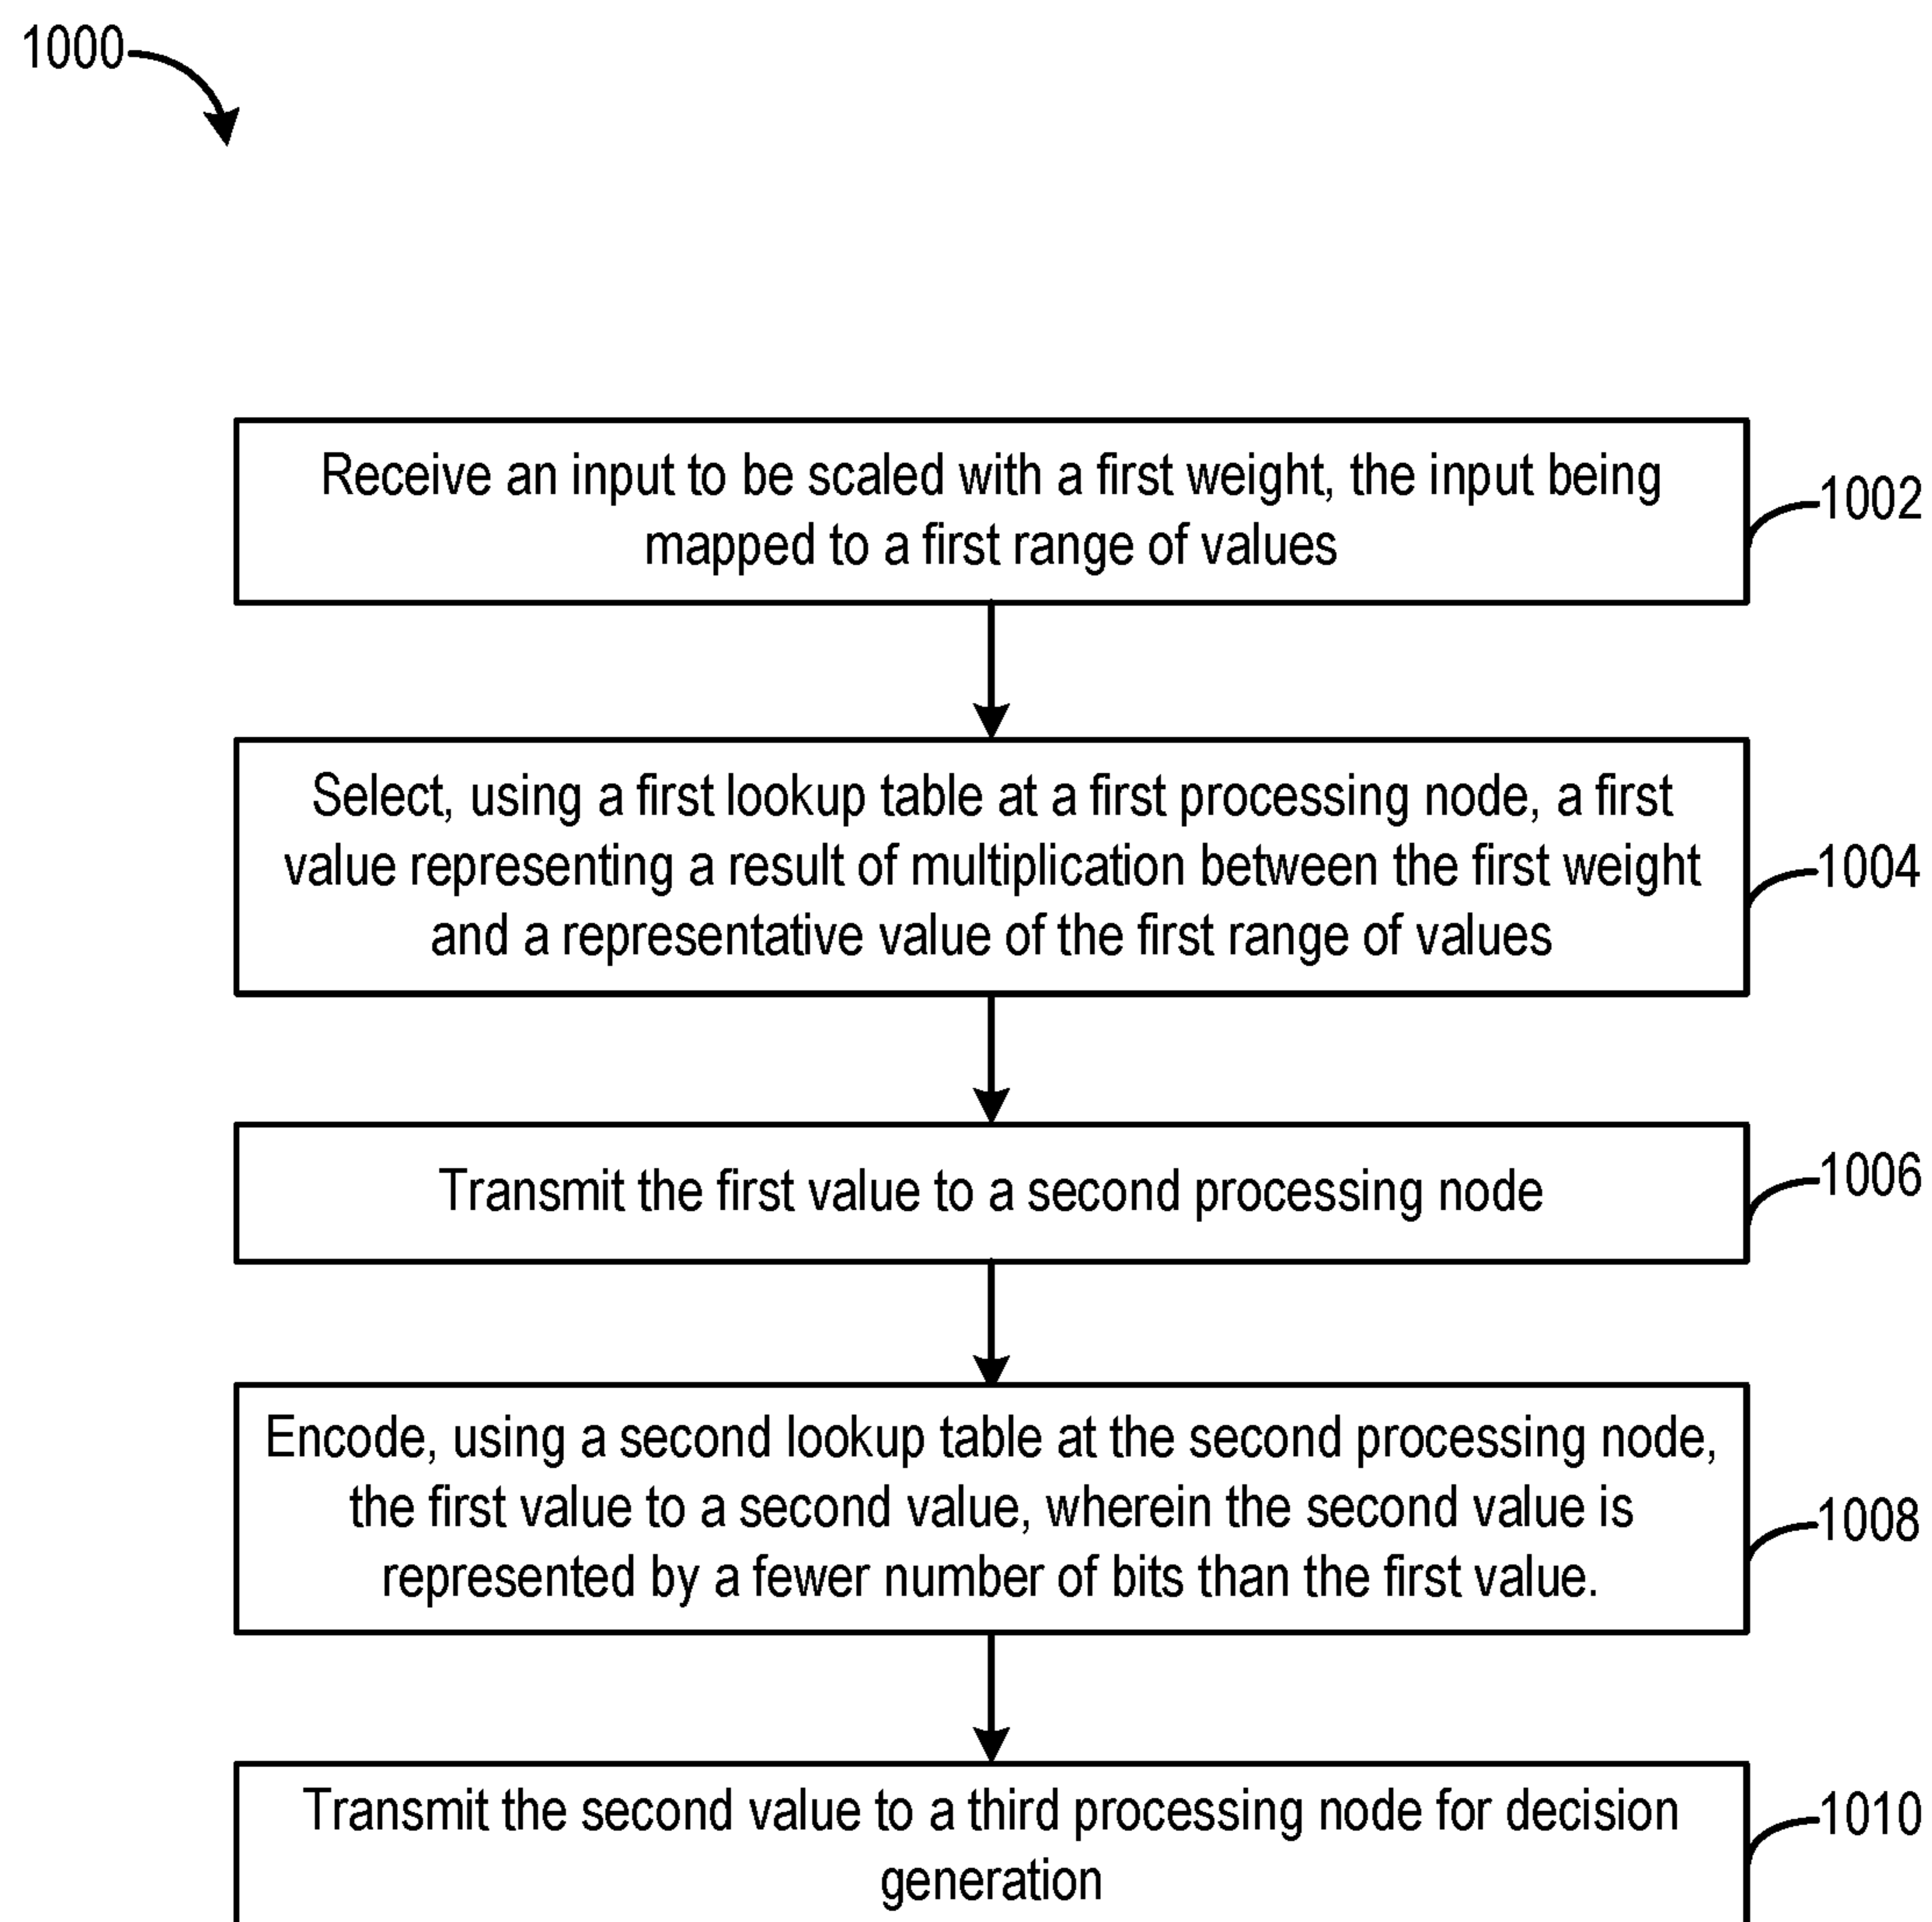 1000
Receive an input to be scaled with a first weight, the input being
mapped to a first range of values
1002
Select, using a first lookup table at a first processing node, a first
value representing a result of multiplication between the first weight
and a representative value of the first range of values
1004
Transmit the first value to a second processing node
1006
Encode, using a second lookup table at the second processing node,
the first value to a second value, wherein the second value is
represented by a fewer number of bits than the first value.
1008
Transmit the second value to a third processing node for decision
generation
1010